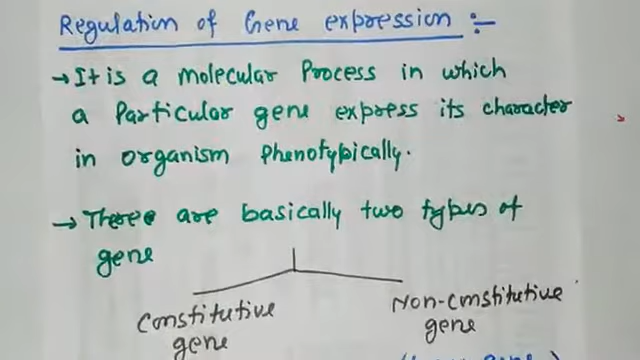 Regulation of Gene expression :-
→ It is a Molecular Process in which
a Particular gene express its character
in organism Phenotypically.
→ There are basically two types of
gene
Constitutive
gene
Non-constitutive
gene